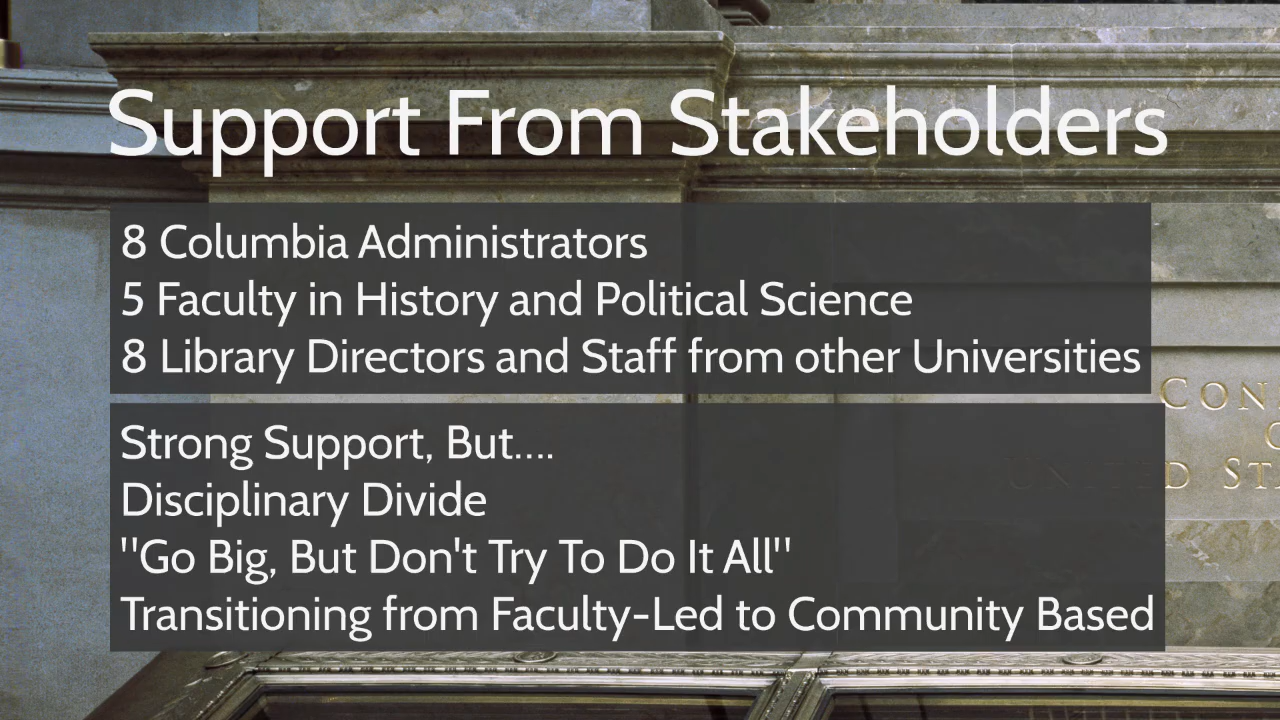 Support From Stakeholders
8 Columbia Administrators
5 Faculty in History and Political Science
8 Library Directors and Staff from other Universities
Strong Support, But....
Disciplinary Divide
"Go Big, But Don't Try To Do It All"
Transitioning from Faculty-Led to Community Based